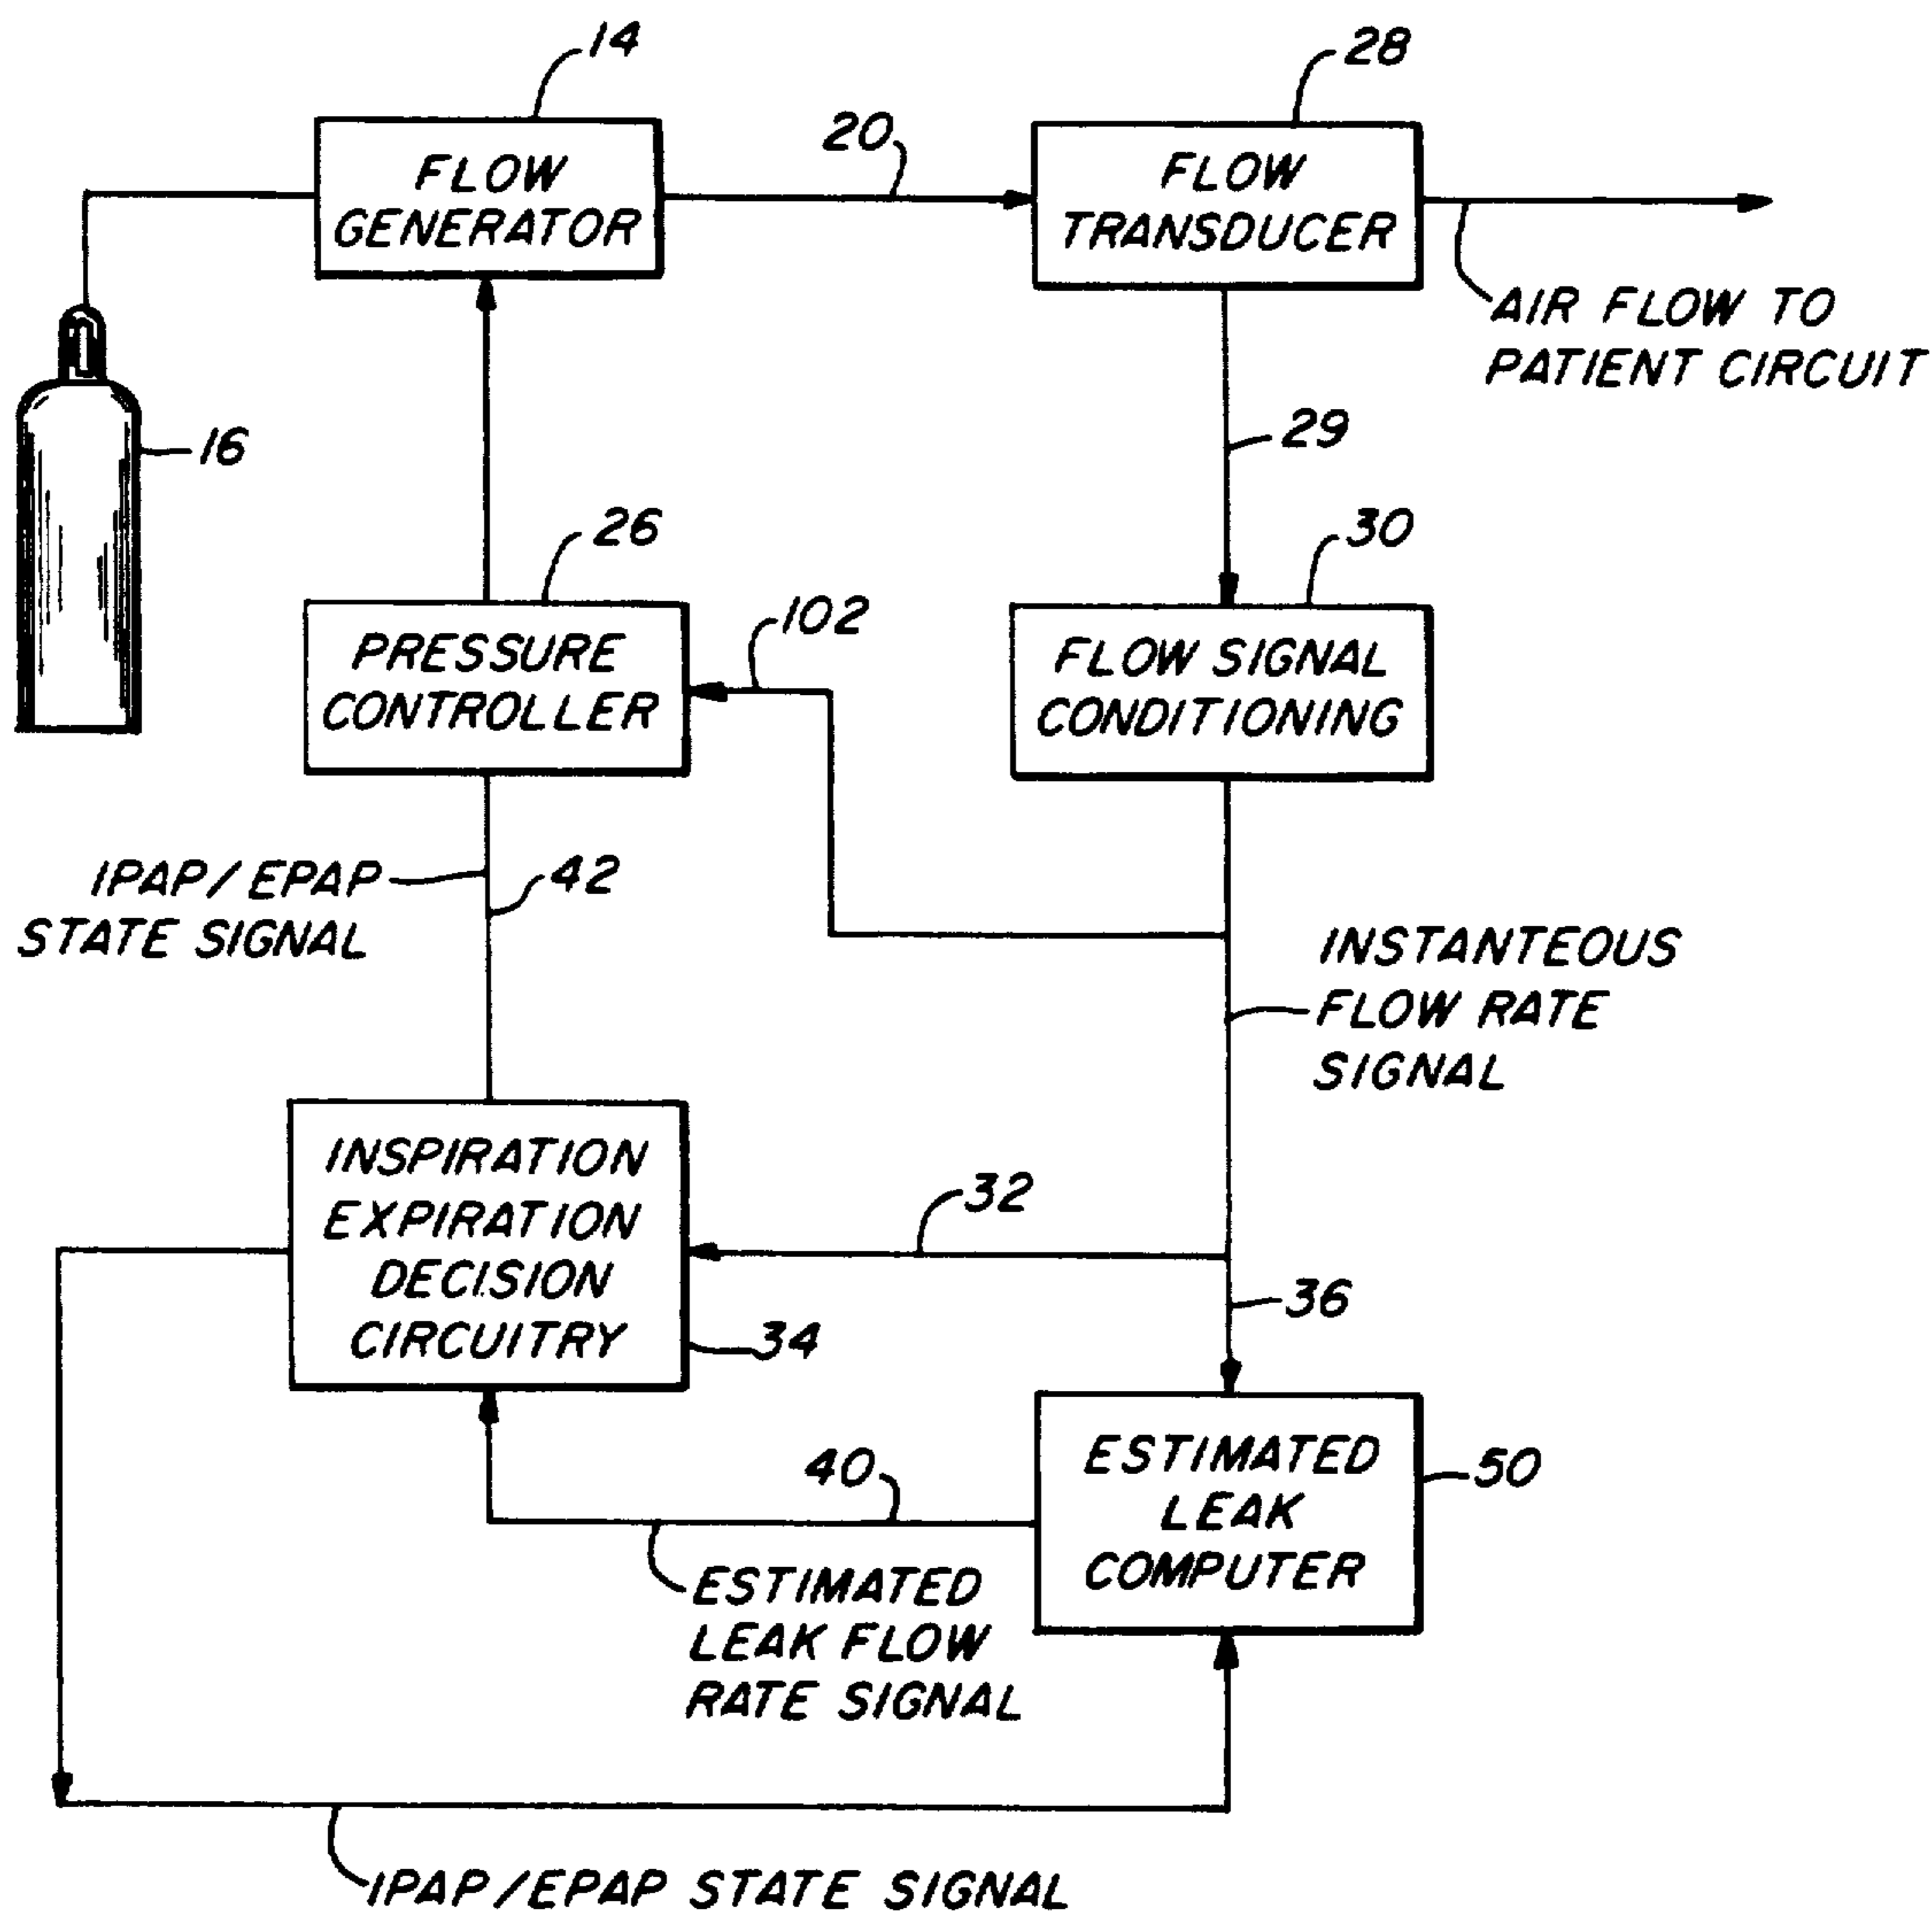 14
28
FLOW
GENERATOR
20
FLOW
TRANSDUCER
AIR FLOW TO
PATIENT CIRCUIT
16
29
26
30
102
PRESSURE
CONTROLLER
FLOW SIGNAL
CONDITIONING
IPAP/EPAP
STATE SIGNAL
42
INSTANTEOUS
FLOW RATE
SIGNAL
INSPIRATION
EXPIRATION
DECISION
CIRCUITRY
32
36
34
ESTIMATED
LEAK
COMPUTER
50
40
ESTIMATED
LEAK FLOW
RATE SIGNAL
IPAP/EPAP STATE SIGNAL